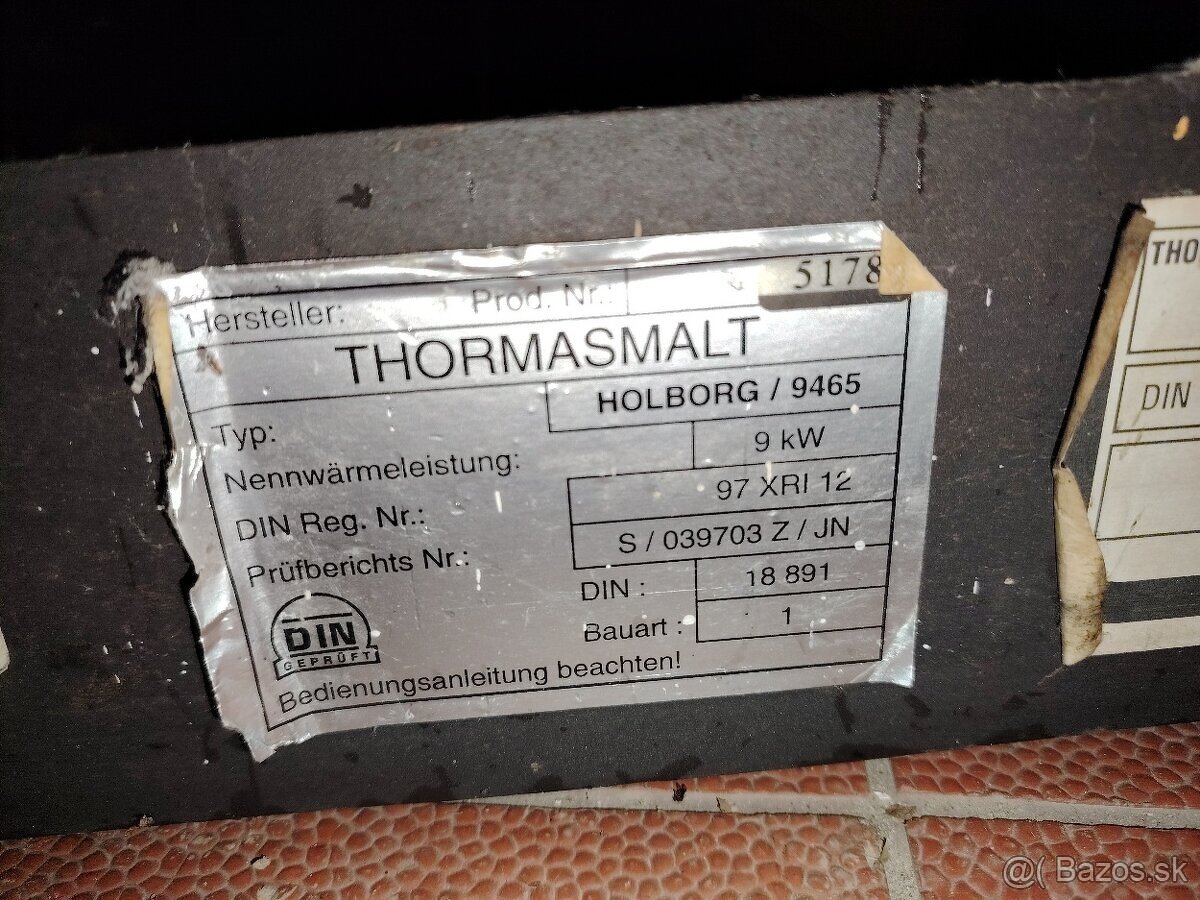 Hersteller: Prod. Nr.: 5178
THORMASMALT
Typ: HOLBORG / 9465
Nennwärmeleistung: 9 kW
DIN Reg. Nr.: 97 XRI 12
Prüfberichts Nr.: S / 039703 Z / JN
DIN : 18 891
Bauart : 1
DIN
GEPRÜFT
Bedienungsanleitung beachten!
THO
DIN
@( Bazos.sk